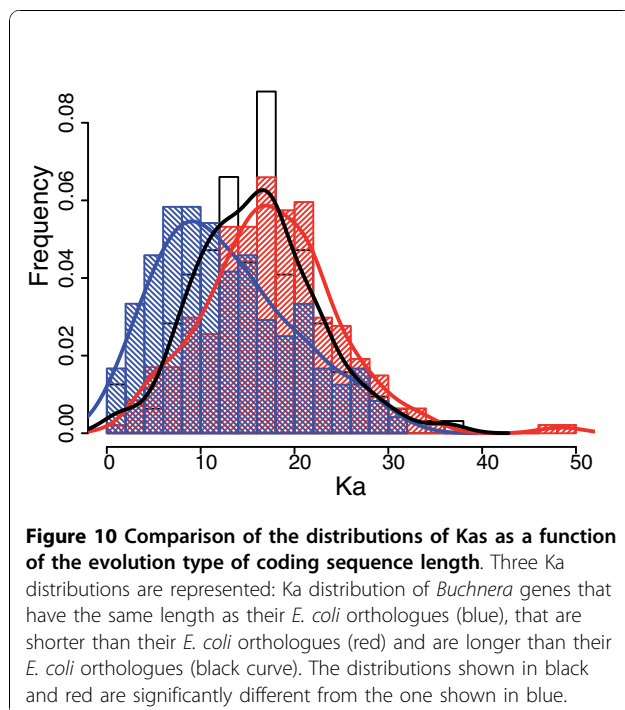 0.08
0.06
0.04
0.02
0.00
Frequency
0 10 20 30 40 50
Ka
Figure 10 Comparison of the distributions of Kas as a function
of the evolution type of coding sequence length. Three Ka
distributions are represented: Ka distribution of Buchnera genes that
have the same length as their E. coli orthologues (blue), that are
shorter than their E. coli orthologues (red) and are longer than their
E. coli orthologues (black curve). The distributions shown in black
and red are significantly different from the one shown in blue.